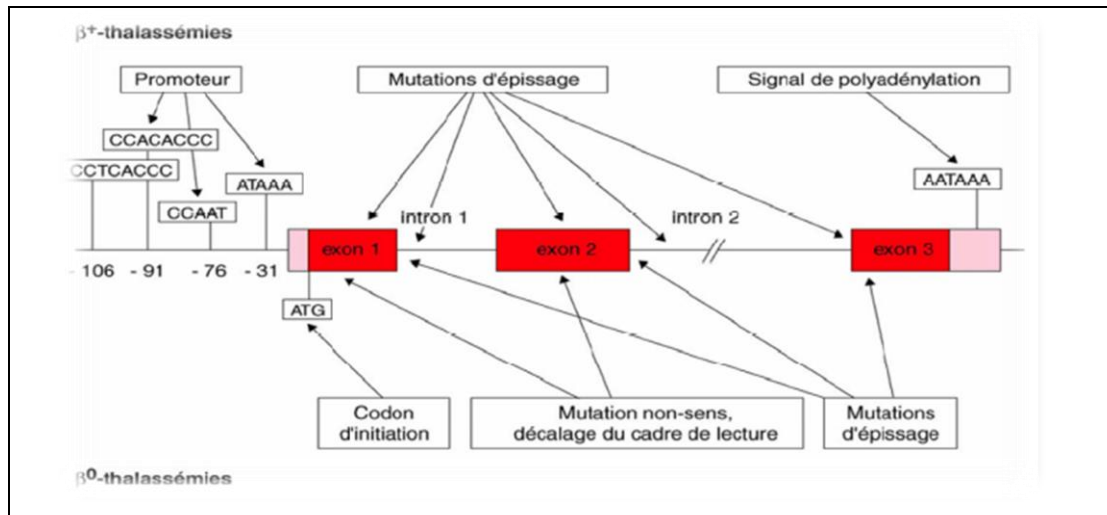 β+-thalassémies
Promoteur
Mutations d'épissage
Signal de polyadénylation
CCACACCC
CCTCACCC
ATAAA
AATAAA
CCAAT
intron 1
intron 2
exon 1
exon 2
exon 3
- 106
- 91
- 76
- 31
ATG
Codon
d'initiation
Mutation non-sens,
décalage du cadre de lecture
Mutations
d'épissage
β0-thalassémies